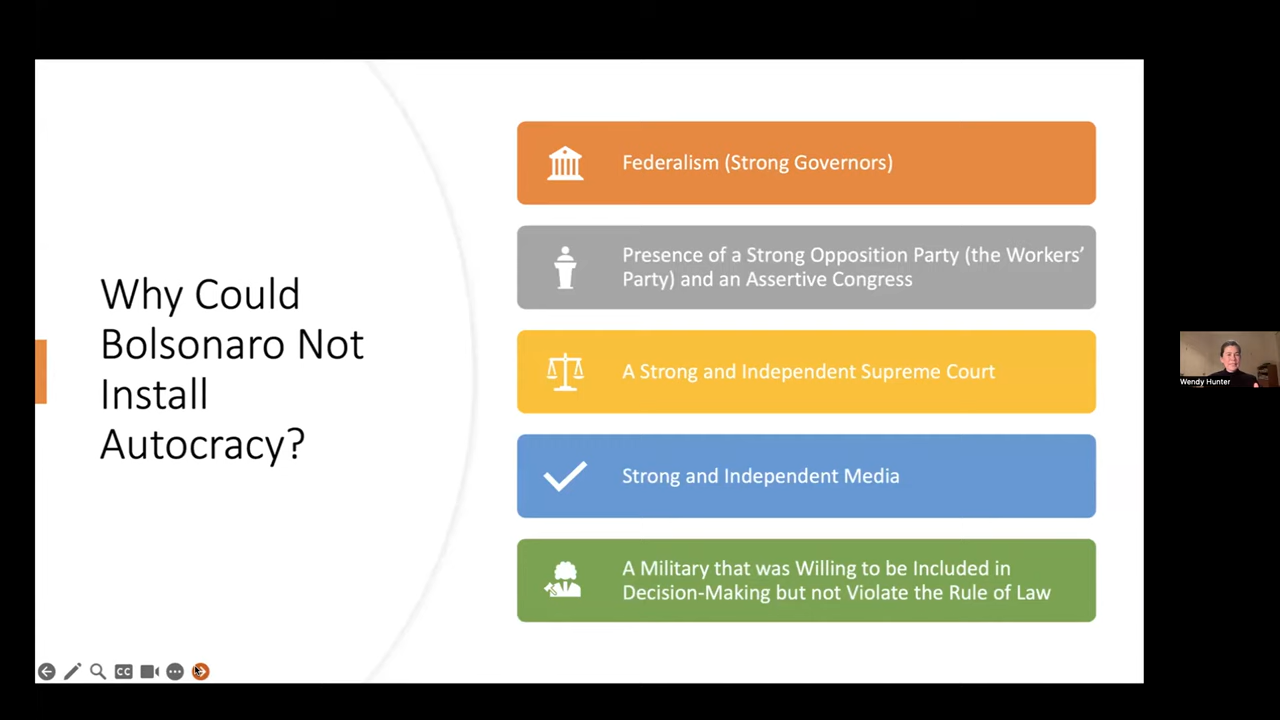 Why Could
Bolsonaro Not
Install
Autocracy?
Federalism (Strong Governors)
Presence of a Strong Opposition Party (the Workers’
Party) and an Assertive Congress
A Strong and Independent Supreme Court
Strong and Independent Media
A Military that was Willing to be Included in
Decision-Making but not Violate the Rule of Law
CC
Wendy Hunter